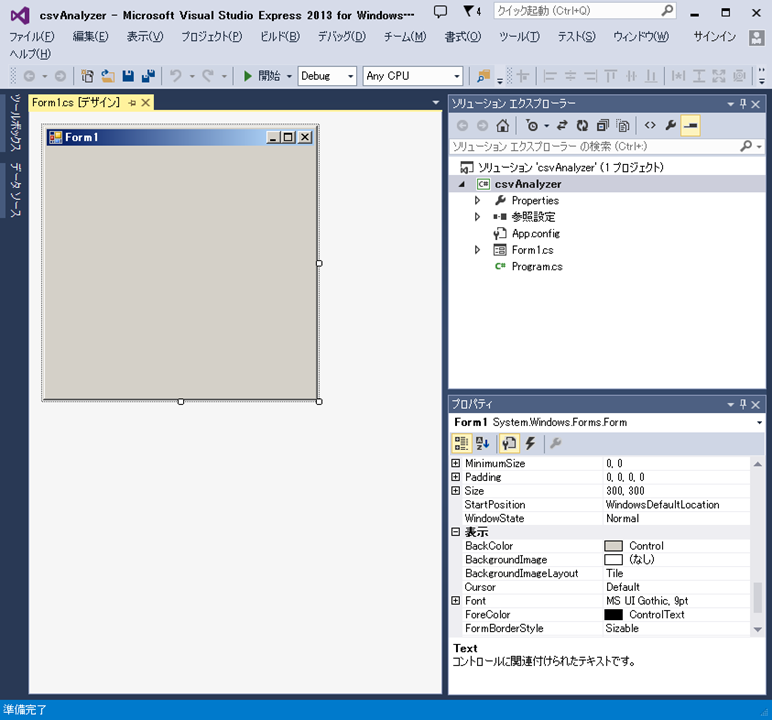 csvAnalyzer - Microsoft Visual Studio Express 2013 for Windows...
4
クイック起動 (Ctrl+Q)
ファイル(F) 編集(E) 表示(V) プロジェクト(P) ビルド(B) デバッグ(D) チーム(M) 書式(O) ツール(T) テスト(S) ウィンドウ(W) サインイン
ヘルプ(H)
開始 Debug Any CPU
ツールボックス
データ ソース
Form1.cs [デザイン]
Form1
ソリューション エクスプローラー
ソリューション エクスプローラー の検索 (Ctrl+:)
ソリューション 'csvAnalyzer' (1 プロジェクト)
C# csvAnalyzer
Properties
参照設定
App.config
Form1.cs
C# Program.cs
プロパティ
Form1 System.Windows.Forms.Form
MinimumSize 0, 0
Padding 0, 0, 0, 0
Size 300, 300
StartPosition WindowsDefaultLocation
WindowState Normal
表示
BackColor Control
BackgroundImage (なし)
BackgroundImageLayout Tile
Cursor Default
Font MS UI Gothic, 9pt
ForeColor ControlText
FormBorderStyle Sizable
Text
コントロールに関連付けられたテキストです。
準備完了